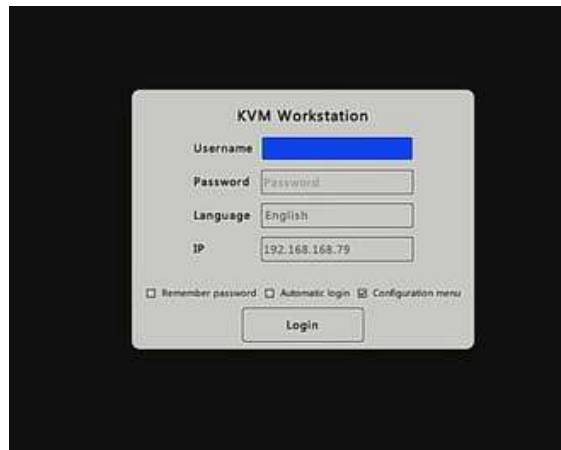 KVM Workstation
Username
Password Password
Language English
IP 192.168.168.79
Remember password Automatic login Configuration menu
Login